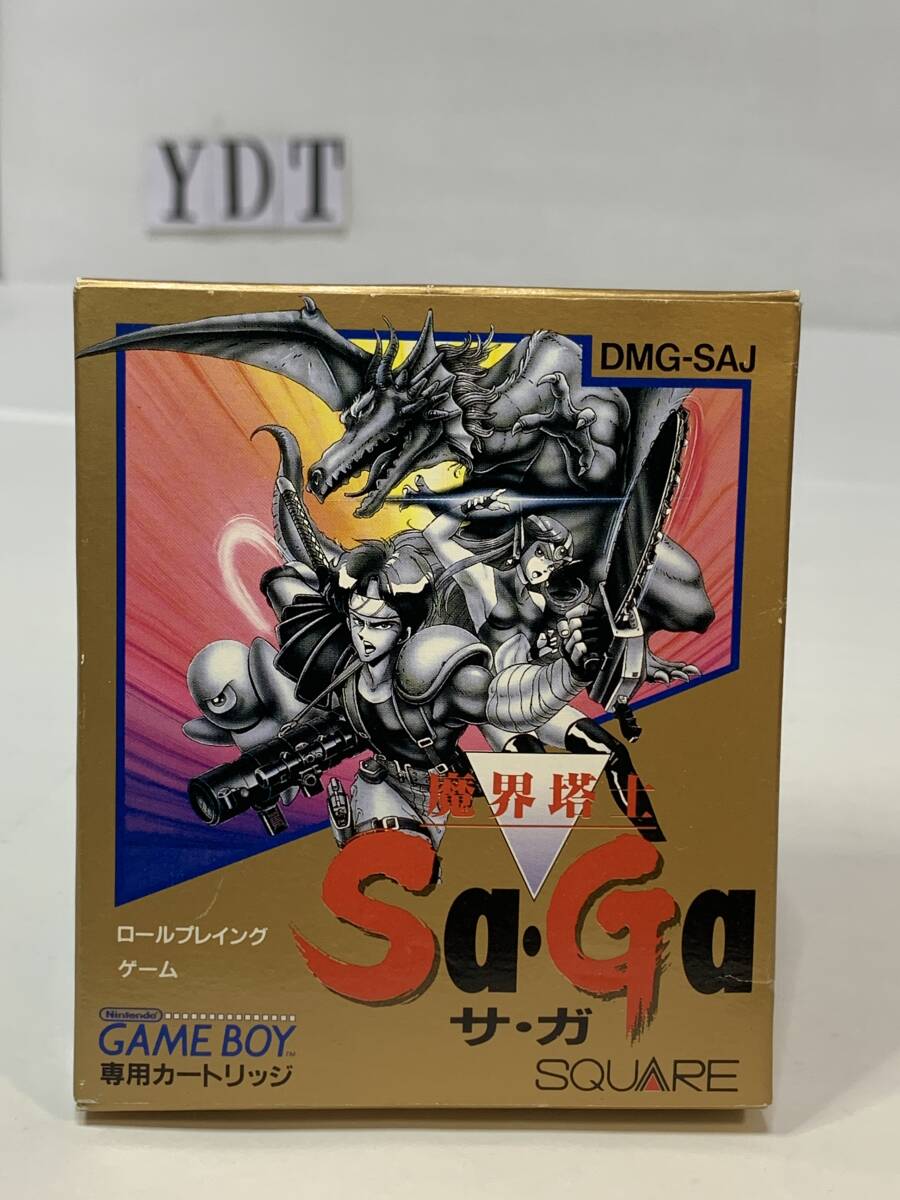 YDT
DMG-SAJ
魔界塔士
Sa・Ga
サ・ガ
ロールプレイング
ゲーム
Nintendo
GAME BOY™
専用カートリッジ
SQUARE